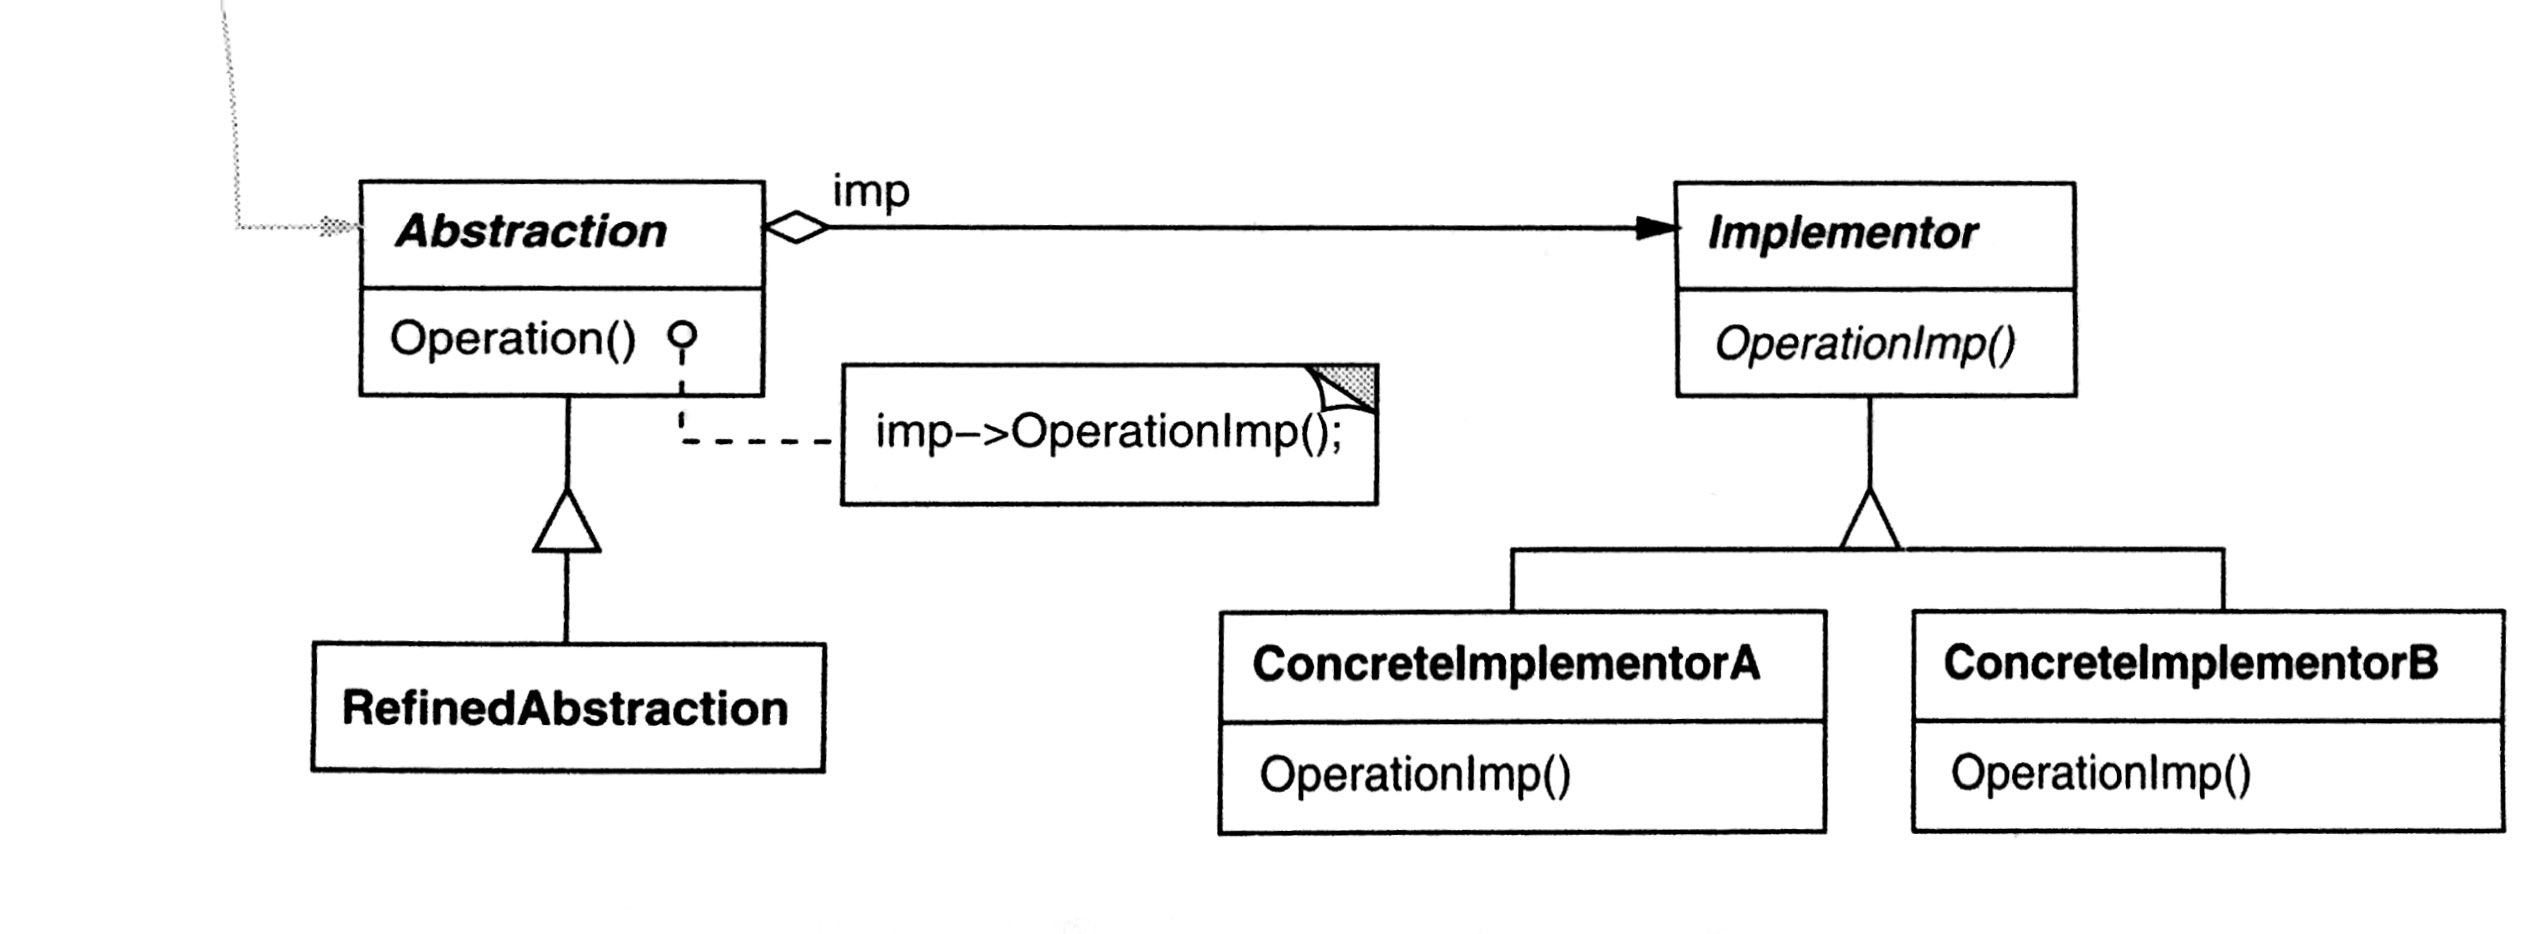 imp
Abstraction
Implementor
Operation()
OperationImp()
imp–>OperationImp();
RefinedAbstraction
ConcreteImplementorA
ConcreteImplementorB
OperationImp()
OperationImp()